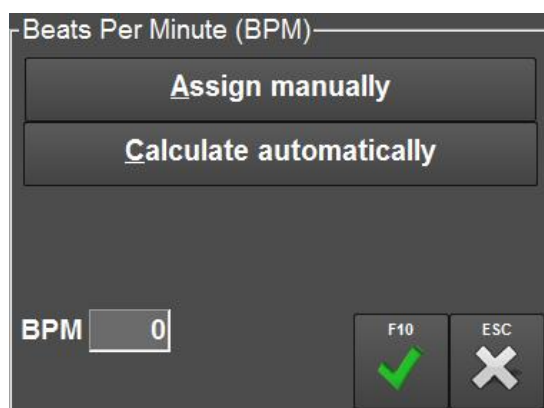 Beats Per Minute (BPM)
Assign manually
Calculate automatically
BPM 0
F10 ESC